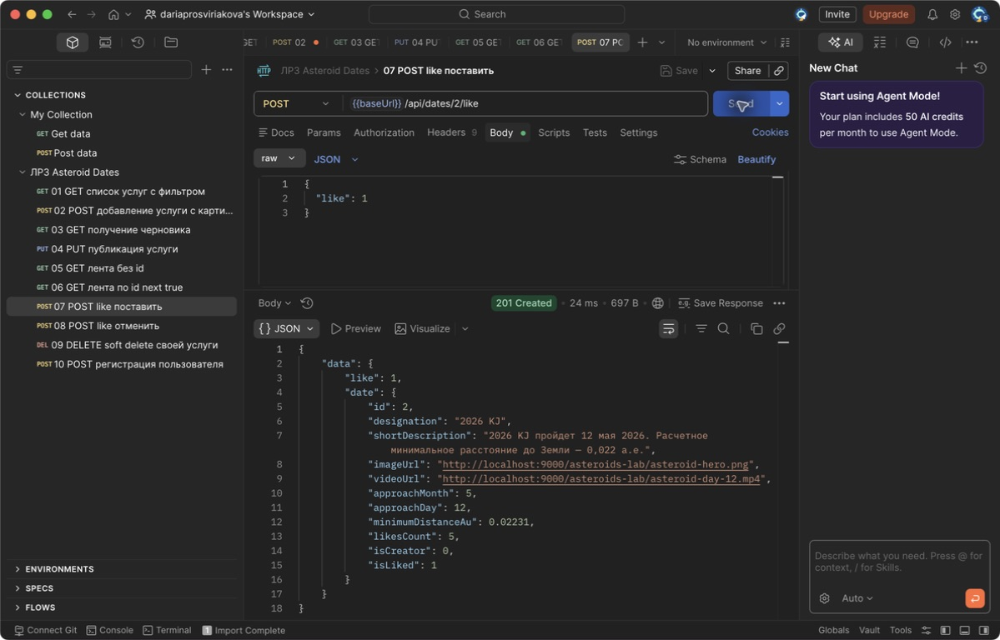 dariaprosviriakova's Workspace
Search
Invite
Upgrade
POST 02
GET 03 GE
PUT 04 PU
GET 05 GE
GET 06 GE
POST 07 PC
No environment
AI
COLLECTIONS
My Collection
GET Get data
POST Post data
ЛР3 Asteroid Dates
GET 01 GET список услуг с фильтром
POST 02 POST добавление услуги с карти...
GET 03 GET получение черновика
PUT 04 PUT публикация услуги
GET 05 GET лента без id
GET 06 GET лента по id next true
POST 07 POST like поставить
POST 08 POST like отменить
DEL 09 DELETE soft delete своей услуги
POST 10 POST регистрация пользователя
ENVIRONMENTS
SPECS
FLOWS
HTTP
ЛР3 Asteroid Dates
07 POST like поставить
Save
Share
POST
{{baseUrl}} /api/dates/2/like
Docs
Params
Authorization
Headers 9
Body
Scripts
Tests
Settings
Cookies
raw
JSON
Schema
Beautify
1 {
2 "like": 1
3 }
Body
201 Created
24 ms
697 B
Save Response
{} JSON
Preview
Visualize
1 {
2 "data": {
3 "like": 1,
4 "date": {
5 "id": 2,
6 "designation": "2026 KJ",
7 "shortDescription": "2026 KJ пройдет 12 мая 2026. Расчетное
минимальное расстояние до Земли — 0,022 а.е.",
8 "imageUrl": "http://localhost:9000/asteroids-lab/asteroid-hero.png",
9 "videoUrl": "http://localhost:9000/asteroids-lab/asteroid-day-12.mp4",
10 "approachMonth": 5,
11 "approachDay": 12,
12 "minimumDistanceAu": 0.02231,
13 "likesCount": 5,
14 "isCreator": 0,
15 "isLiked": 1
16 }
17 }
18 }
New Chat
Start using Agent Mode!
Your plan includes 50 AI credits
per month to use Agent Mode.
Describe what you need. Press @ for
context, / for Skills.
Auto
Connect Git
Console
Terminal
1 Import Complete
Globals
Vault
Tools